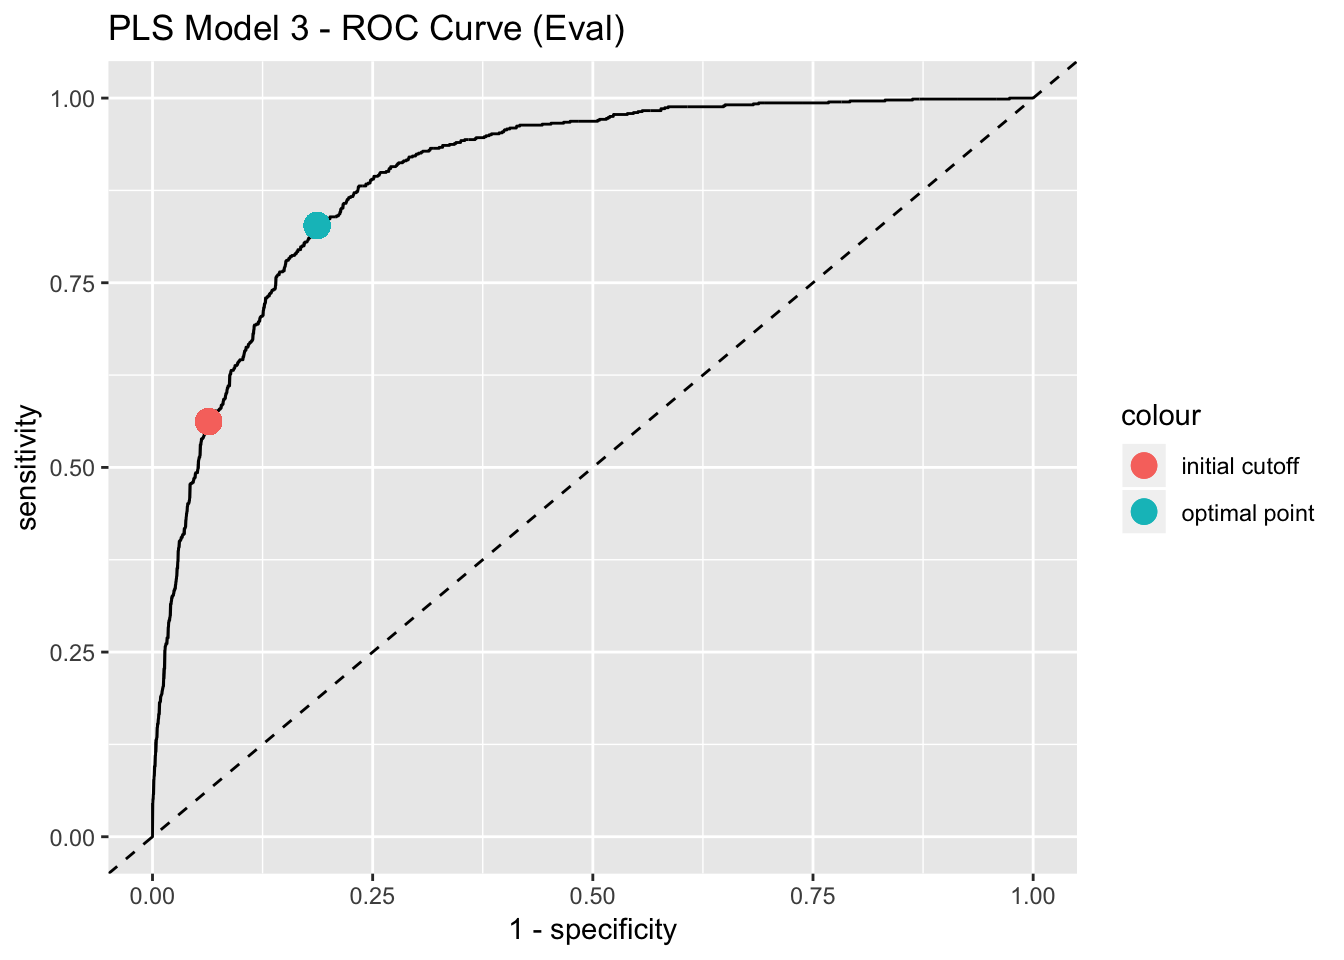 PLS Model 3 - ROC Curve (Eval)
1.00
0.75
0.50
0.25
0.00
sensitivity
0.00 0.25 0.50 0.75 1.00
1 - specificity
colour
initial cutoff
optimal point